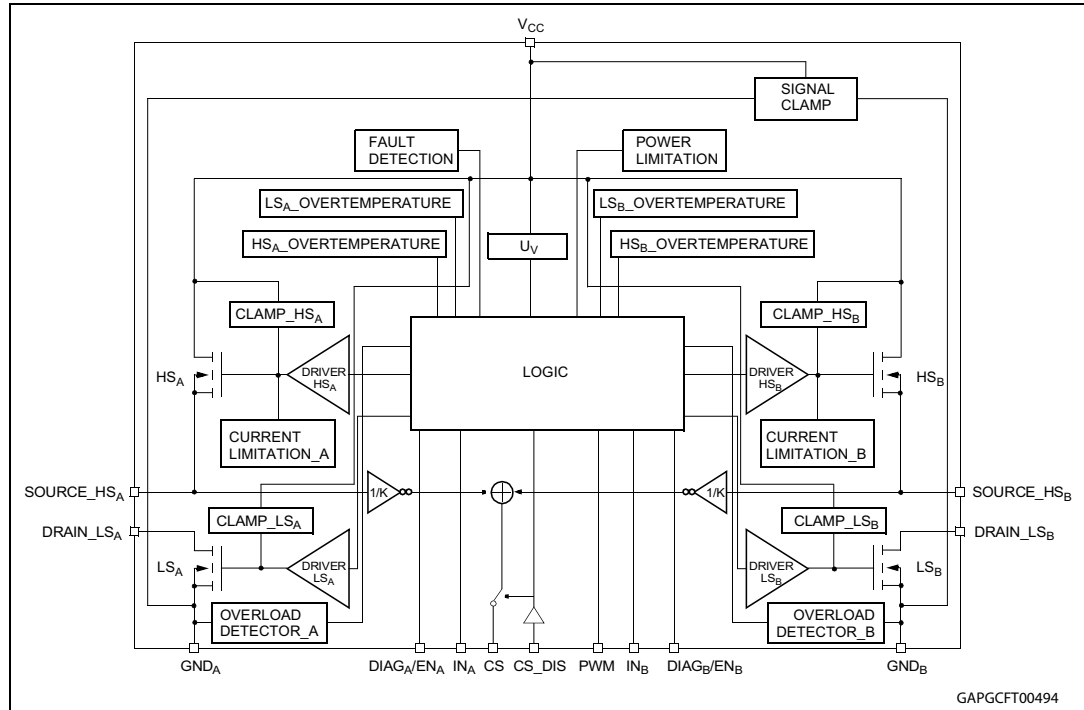 VCC
SIGNAL
CLAMP
FAULT
DETECTION
POWER
LIMITATION
LSA_OVERTEMPERATURE
LSB_OVERTEMPERATURE
HSA_OVERTEMPERATURE
UV
HSB_OVERTEMPERATURE
CLAMP_HSA
CLAMP_HSB
HSA
DRIVER
HSA
LOGIC
DRIVER
HSB
HSB
CURRENT
LIMITATION_A
CURRENT
LIMITATION_B
SOURCE_HSA
1/K
1/K
SOURCE_HSB
DRAIN_LSA
CLAMP_LSA
CLAMP_LSB
DRAIN_LSB
LSA
DRIVER
LSA
DRIVER
LSB
LSB
OVERLOAD
DETECTOR_A
OVERLOAD
DETECTOR_B
GNDA
DIAGA/ENA
INA
CS
CS_DIS
PWM
INB
DIAGB/ENB
GNDB
GAPGCFT00494